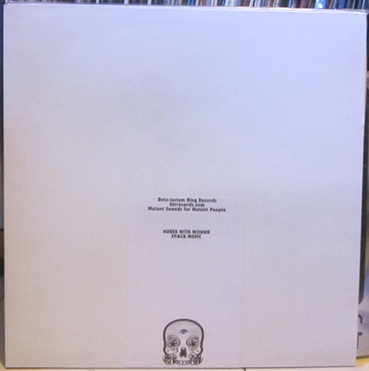 Beta-lactam Ring Records
blrrecords.com
Mutant Sounds for Mutant People
NURSE WITH WOUND
SPACE MUSIC